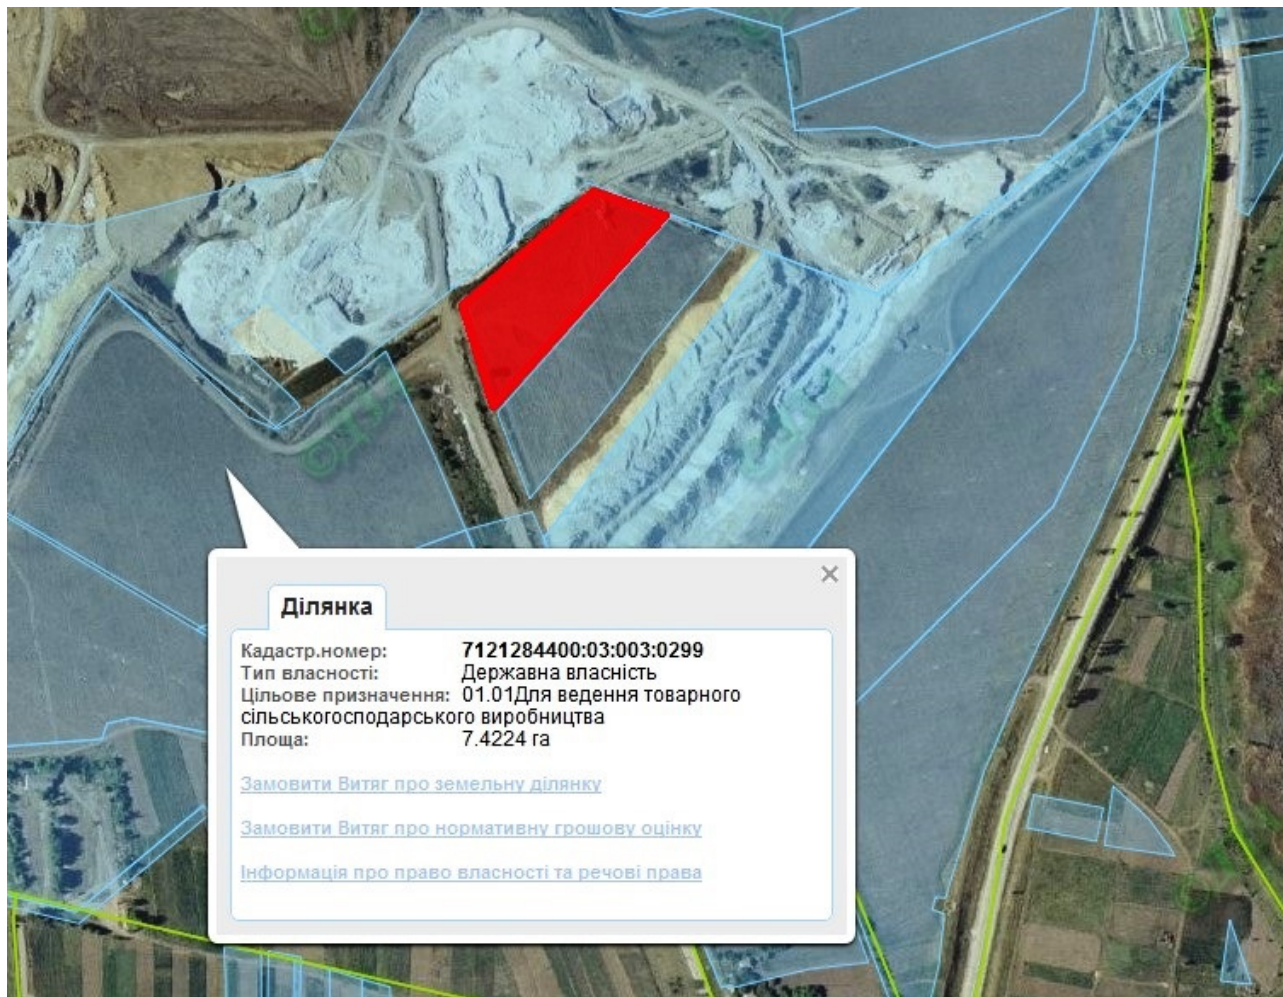 Ділянка
Кадастр.номер: 7121284400:03:003:0299
Тип власності: Державна власність
Цільове призначення: 01.01Для ведення товарного
сільськогосподарського виробництва
Площа: 7.4224 га
Замовити Витяг про земельну ділянку
Замовити Витяг про нормативну грошову оцінку
Інформація про право власності та речові права